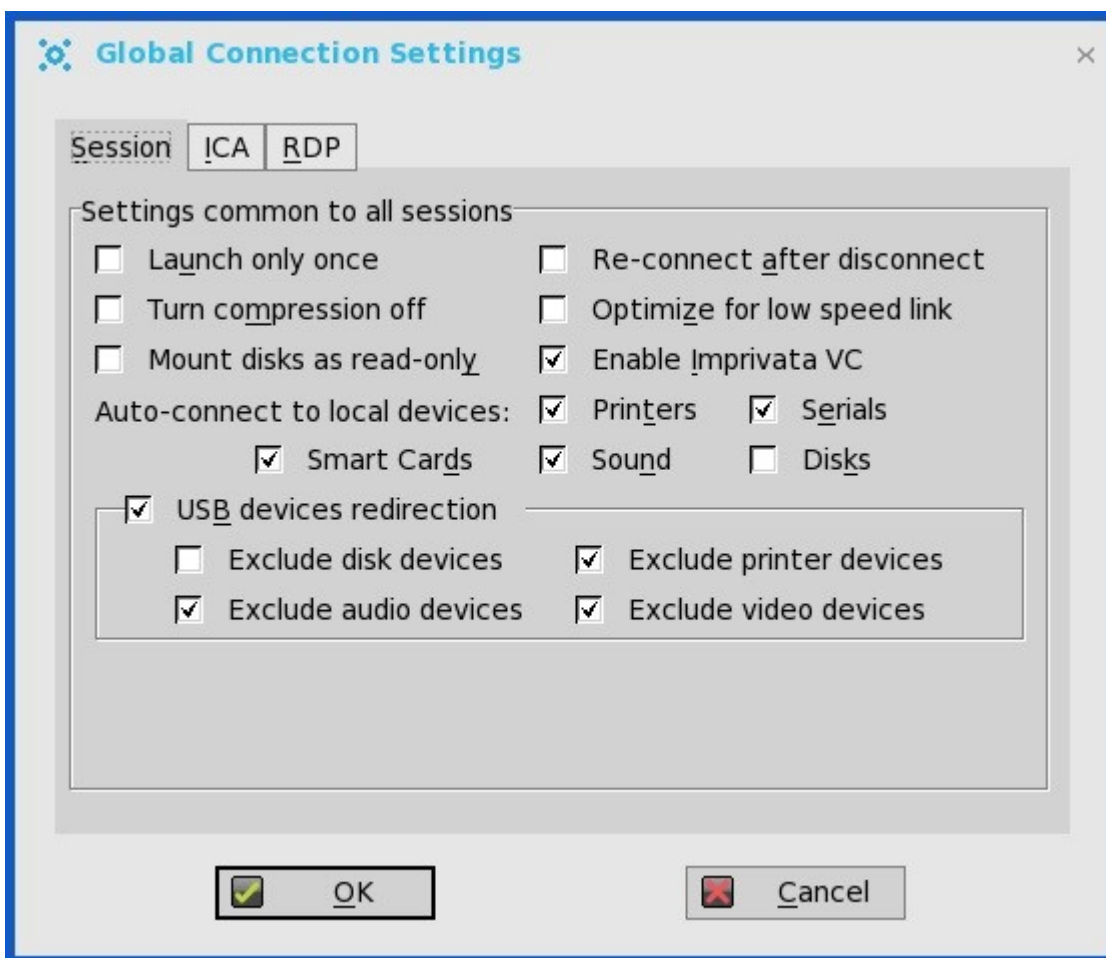 Global Connection Settings
Session ICA RDP
Settings common to all sessions
Launch only once Re-connect after disconnect
Turn compression off Optimize for low speed link
Mount disks as read-only Enable Imprivata VC
Auto-connect to local devices: Printers Serials
Smart Cards Sound Disks
USB devices redirection
Exclude disk devices Exclude printer devices
Exclude audio devices Exclude video devices
OK Cancel